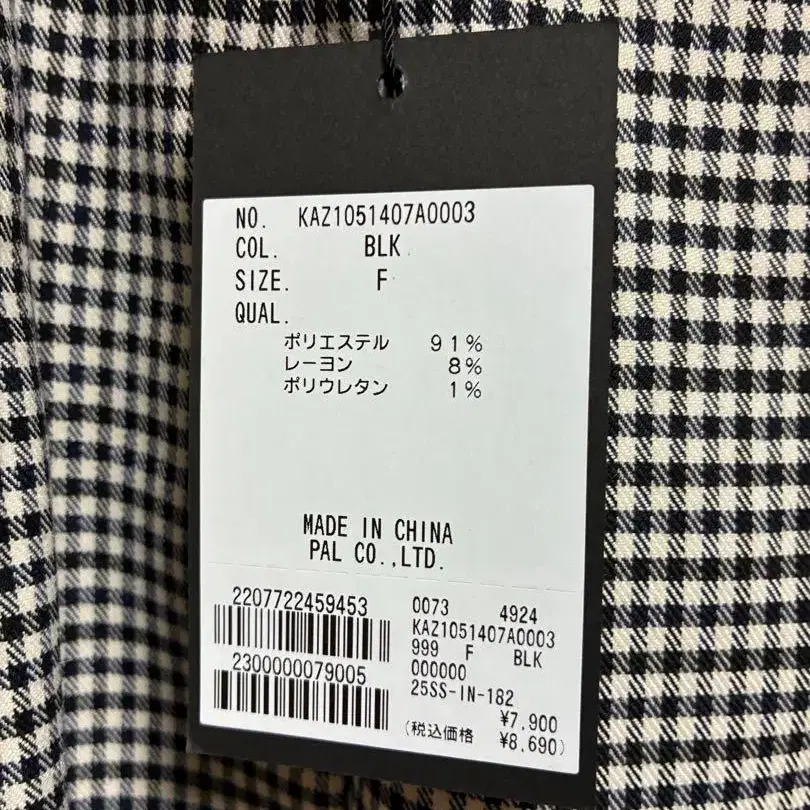 NO. KAZ1051407A0003
COL. BLK
SIZE. F
QUAL.
ポリエステル 91%
レーヨン 8%
ポリウレタン 1%
MADE IN CHINA
PAL CO.,LTD.
2207722459453
2300000079005
0073 4924
KAZ1051407A0003
999 F BLK
000000
25SS-IN-182
¥7.900
(税込価格 ¥8.690)